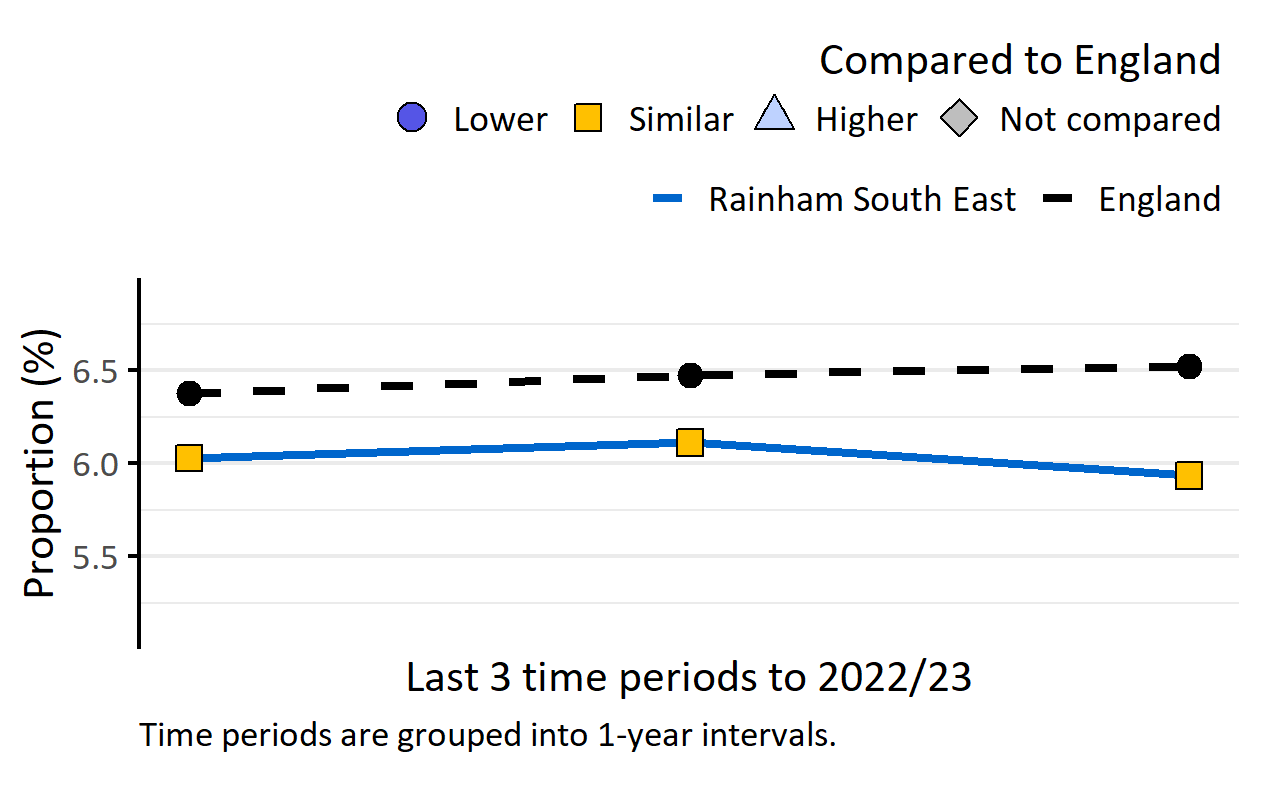 Compared to England
Lower Similar Higher Not compared
Rainham South East England
Proportion (%)
6.5
6.0
5.5
Last 3 time periods to 2022/23
Time periods are grouped into 1-year intervals.